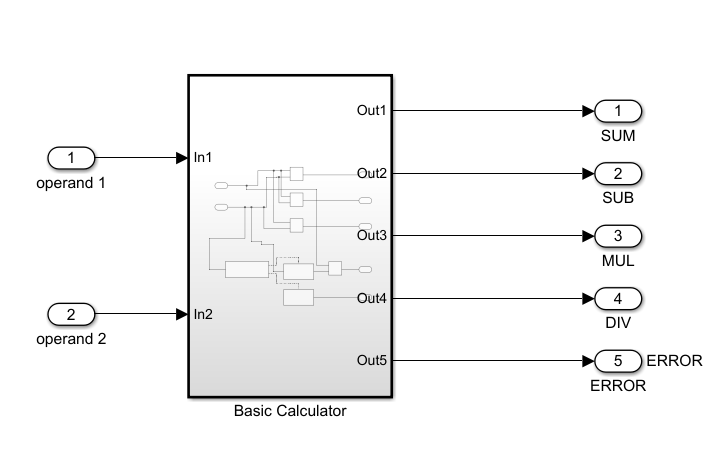 Out1
1
SUM
1
In1
operand 1
Out2
2
SUB
Out3
3
MUL
2
In2
operand 2
Out4
4
DIV
Out5
5
ERROR
ERROR
Basic Calculator